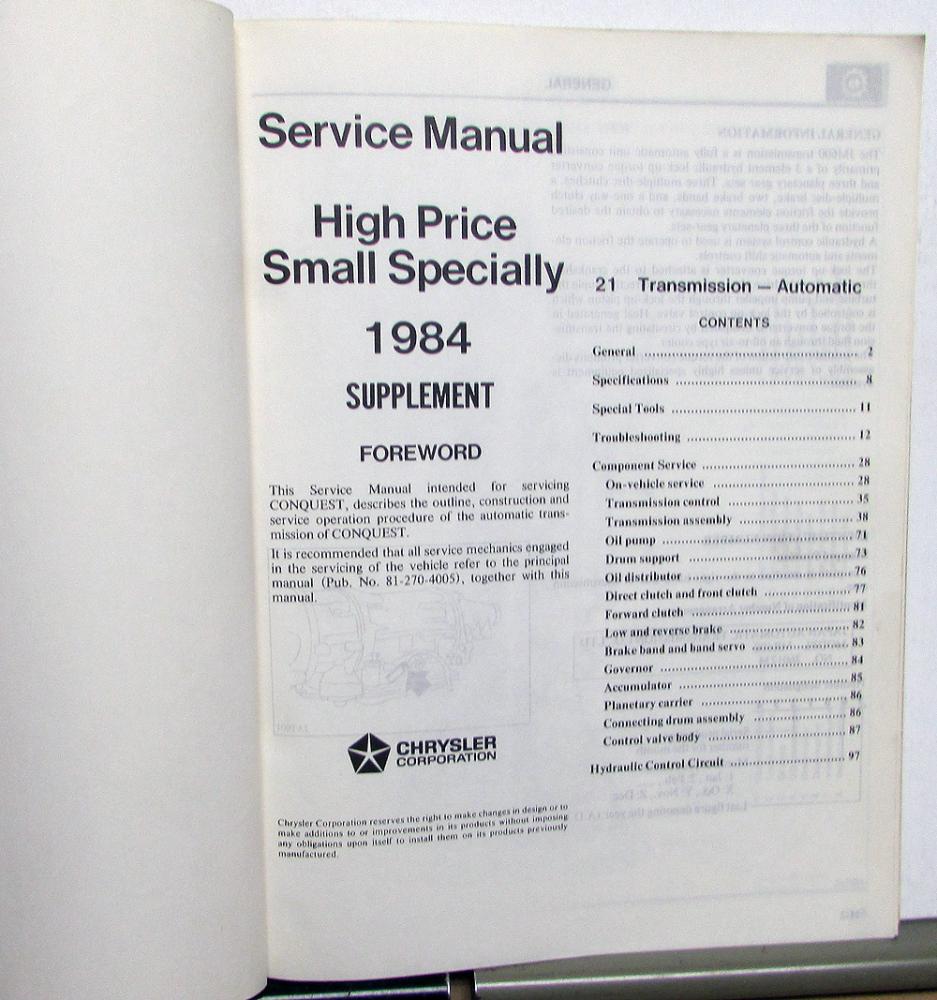 Service Manual
High Price
Small Specially
1984
SUPPLEMENT
FOREWORD
This Service Manual intended for servicing
CONQUEST, describes the outline, construction and
service operation procedure of the automatic trans-
mission of CONQUEST.
It is recommended that all service mechanics engaged
in the servicing of the vehicle refer to the principal
manual (Pub. No. 81-270-4005), together with this
manual.
CHRYSLER
CORPORATION
Chrysler Corporation reserves the right to make changes in design or to
make additions to or improvements in its products without imposing
any obligations upon itself to install them on its products previously
manufactured.
21 Transmission — Automatic
CONTENTS
General ........ 2
Specifications ........ 8
Special Tools ........ 11
Troubleshooting ........ 12
Component Service ........ 28
On-vehicle service ........ 28
Transmission control ........ 35
Transmission assembly ........ 38
Oil pump ........ 71
Drum support ........ 73
Oil distributor ........ 76
Direct clutch and front clutch ........ 77
Forward clutch ........ 81
Low and reverse brake ........ 82
Brake band and band servo ........ 83
Governor ........ 84
Accumulator ........ 85
Planetary carrier ........ 86
Connecting drum assembly ........ 86
Control valve body ........ 87
Hydraulic Control Circuit ........ 97